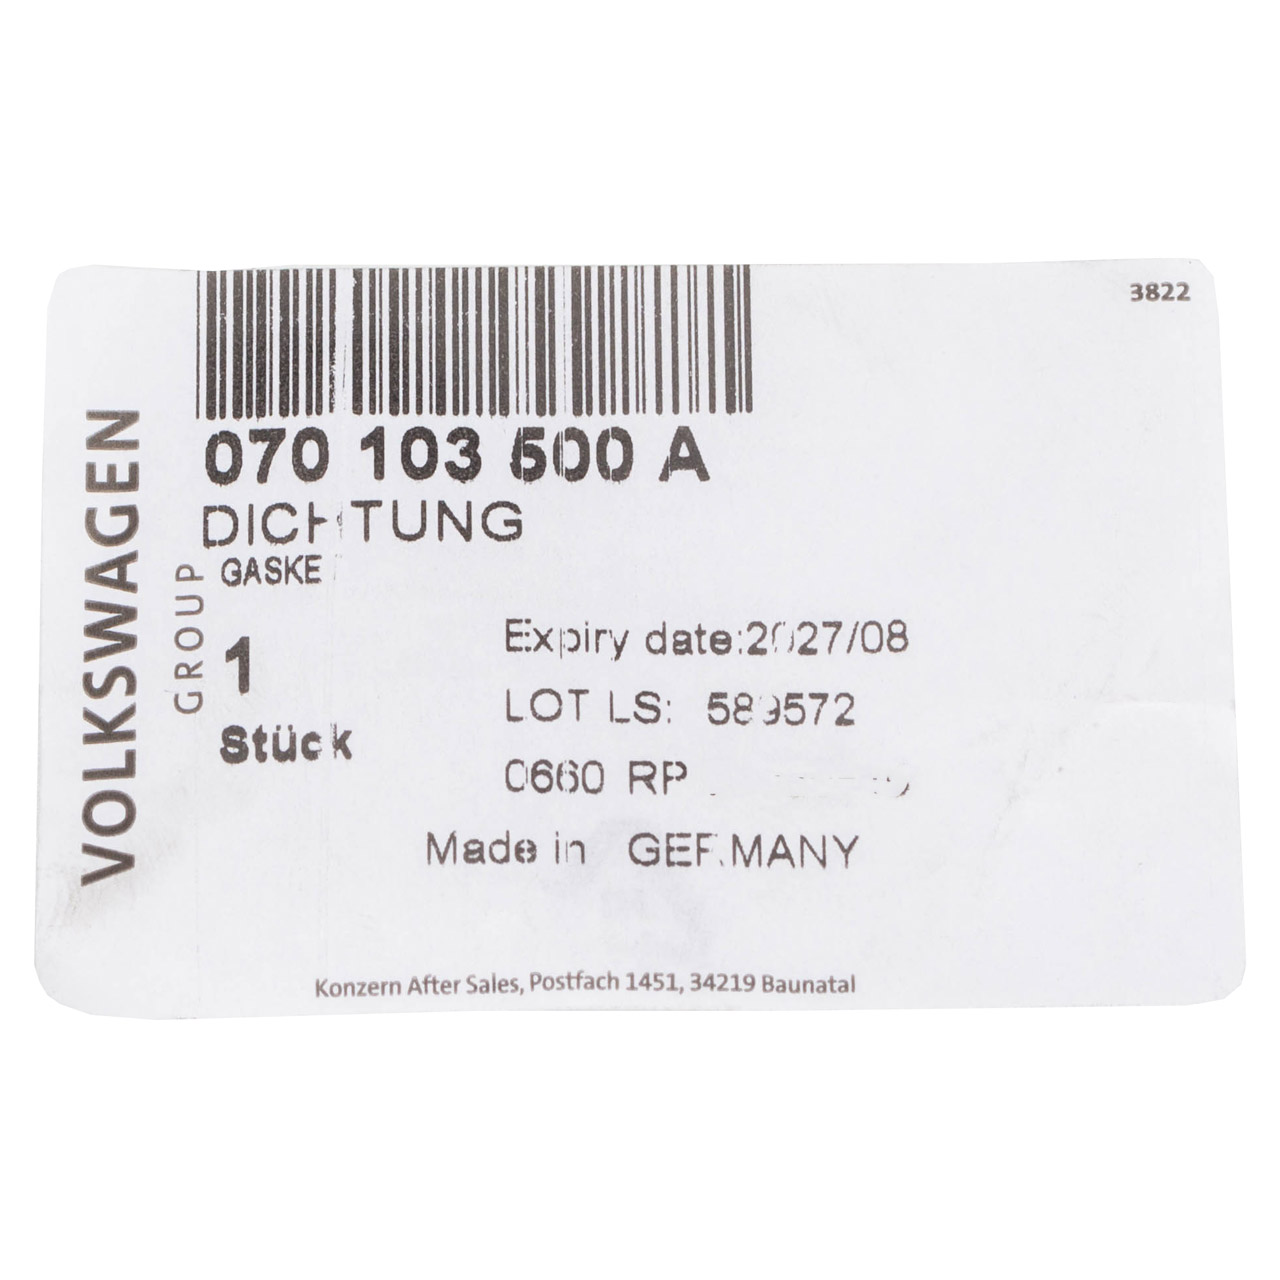 3822
VOLKSWAGEN
GROUP
070 103 500 A
DICHTUNG
GASKE
1
Stück
Expiry date:2027/08
LOT LS: 589572
0660 RP
Made in GERMANY
Konzern After Sales, Postfach 1451, 34219 Baunatal